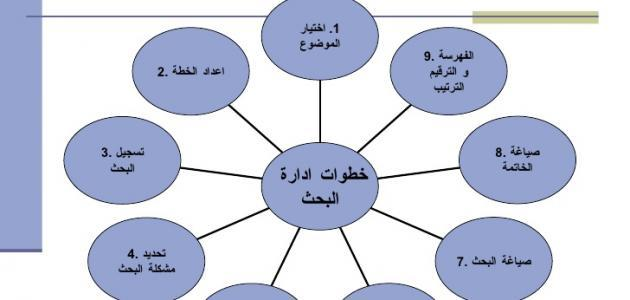 خطوات ادارة
البحث
1. اختيار
الموضوع
2. اعداد الخطة
3. تسجيل
البحث
4. تحديد
مشكلة البحث
7. صياغة البحث
8. صياغة
الخاتمة
9. الفهرسة
و الترقيم
الترتيب